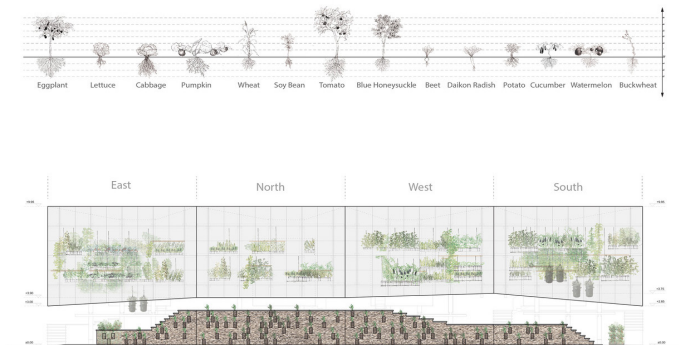 Eggplant Lettuce Cabbage Pumpkin Wheat Soy Bean Tomato Blue Honeysuckle Beet Daikon Radish Potato Cucumber Watermelon Buckwheat
East North West South